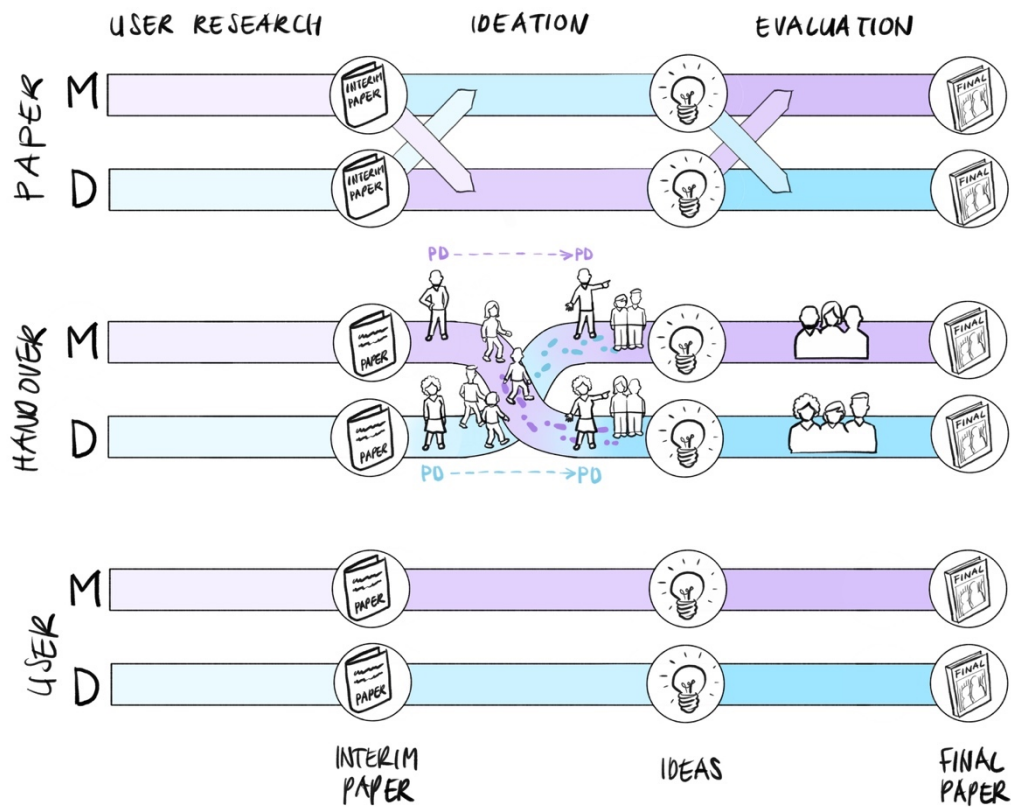 USER RESEARCH IDEATION EVALUATION
PAPER
M
INTERIM
PAPER
FINAL
D
INTERIM
PAPER
FINAL
PD PD
HANDOVER
M
PAPER
FINAL
D
PAPER
FINAL
PD PD
USER
M
PAPER
FINAL
D
PAPER
FINAL
INTERIM
PAPER
IDEAS
FINAL
PAPER